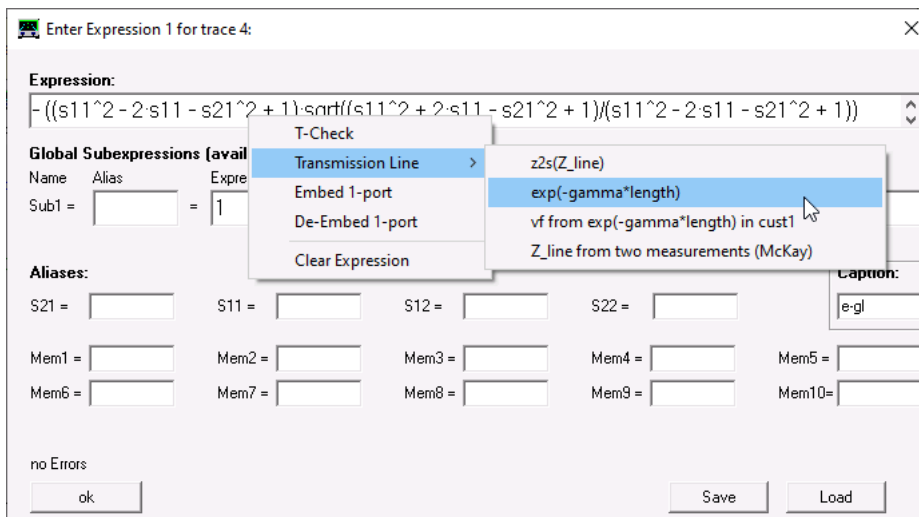 Enter Expression 1 for trace 4:
Expression:
- ((s11^2 - 2·s11 - s21^2 + 1)·sqrt((s11^2 + 2·s11 - s21^2 + 1)/(s11^2 - 2·s11 - s21^2 + 1))
T-Check
Global Subexpressions (avail
Transmission Line >
z2s(Z_line)
Name Alias Expre
Embed 1-port
exp(-gamma*length)
Sub1 = = 1
De-Embed 1-port
vf from exp(-gamma*length) in cust1
Clear Expression
Z_line from two measurements (McKay)
Aliases:
Caption:
S21 = S11 = S12 = S22 = e-gl
Mem1 = Mem2 = Mem3 = Mem4 = Mem5 =
Mem6 = Mem7 = Mem8 = Mem9 = Mem10=
no Errors
ok Save Load